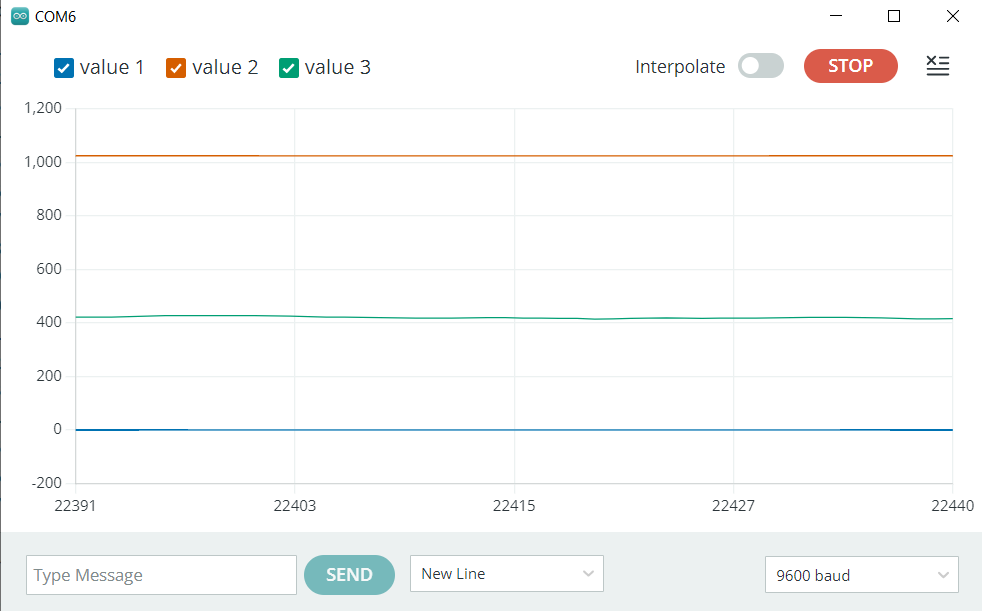 COM6
value 1 value 2 value 3 Interpolate STOP
1,200
1,000
800
600
400
200
0
-200
22391 22403 22415 22427 22440
Type Message SEND New Line 9600 baud